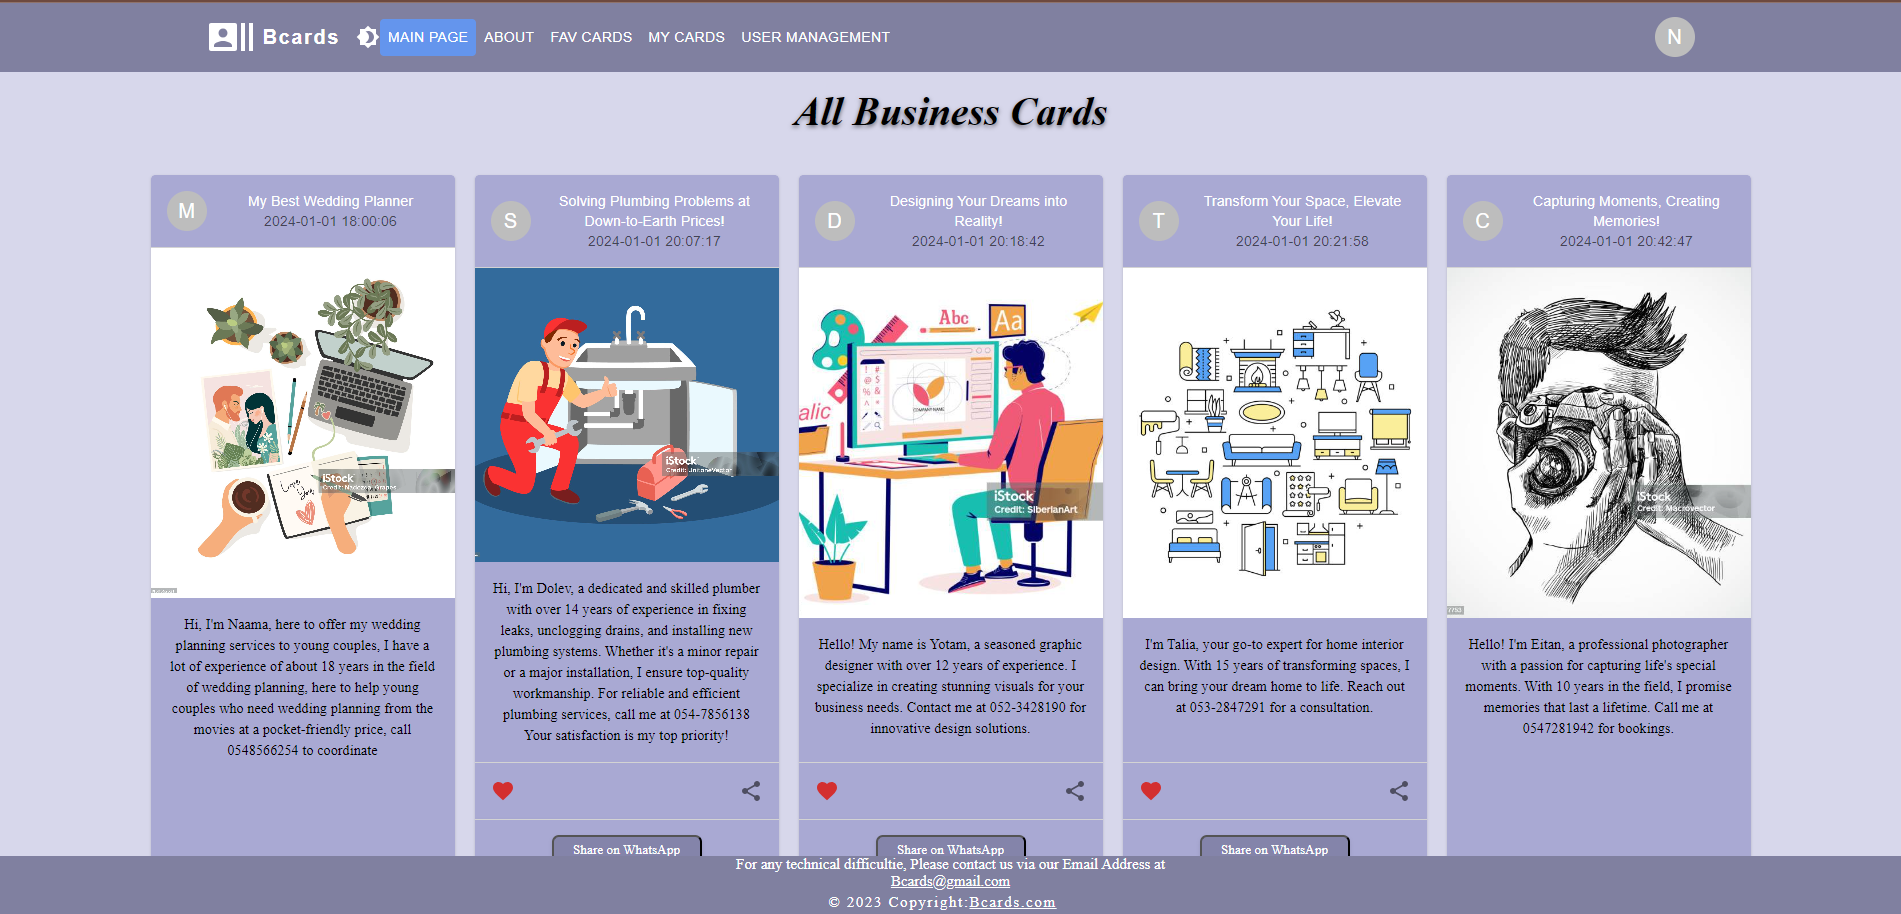 Bcards
MAIN PAGE
ABOUT
FAV CARDS
MY CARDS
USER MANAGEMENT
N
All Business Cards
M
My Best Wedding Planner
2024-01-01 18:00:06
iStock
Hi, I'm Naama, here to offer my wedding
planning services to young couples, I have a
lot of experience of about 18 years in the field
of wedding planning, here to help young
couples who need wedding planning from the
movies at a pocket-friendly price, call
0548566254 to coordinate
S
Solving Plumbing Problems at
Down-to-Earth Prices!
2024-01-01 20:07:17
iStock
Hi, I'm Dolev, a dedicated and skilled plumber
with over 14 years of experience in fixing
leaks, unclogging drains, and installing new
plumbing systems. Whether it's a minor repair
or a major installation, I ensure top-quality
workmanship. For reliable and efficient
plumbing services, call me at 054-7856138
Your satisfaction is my top priority!
Share on WhatsApp
D
Designing Your Dreams into
Reality!
2024-01-01 20:18:42
Abc
Aa
alic
COMPANY NAME
iStock
Credit: SiberianArt
Hello! My name is Yotam, a seasoned graphic
designer with over 12 years of experience. I
specialize in creating stunning visuals for your
business needs. Contact me at 052-3428190 for
innovative design solutions.
Share on WhatsApp
T
Transform Your Space, Elevate
Your Life!
2024-01-01 20:21:58
I'm Talia, your go-to expert for home interior
design. With 15 years of transforming spaces, I
can bring your dream home to life. Reach out
at 053-2847291 for a consultation.
Share on WhatsApp
C
Capturing Moments, Creating
Memories!
2024-01-01 20:42:47
iStock
Credit: Macrovector
Hello! I'm Eitan, a professional photographer
with a passion for capturing life's special
moments. With 10 years in the field, I promise
memories that last a lifetime. Call me at
0547281942 for bookings.
For any technical difficultie, Please contact us via our Email Address at
Bcards@gmail.com
© 2023 Copyright:Bcards.com